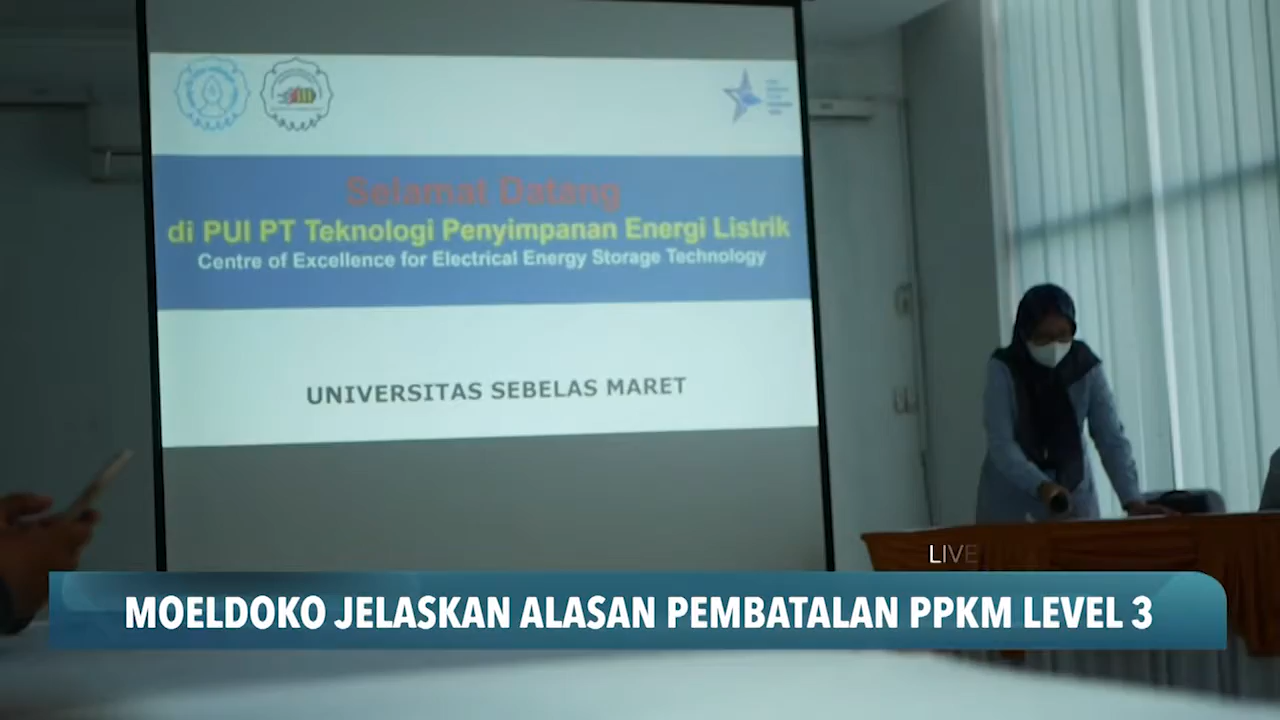 Selamat Datang
di PUI PT Teknologi Penyimpanan Energi Listrik
Centre of Excellence for Electrical Energy Storage Technology
UNIVERSITAS SEBELAS MARET
LIVE
MOELDOKO JELASKAN ALASAN PEMBATALAN PPKM LEVEL 3